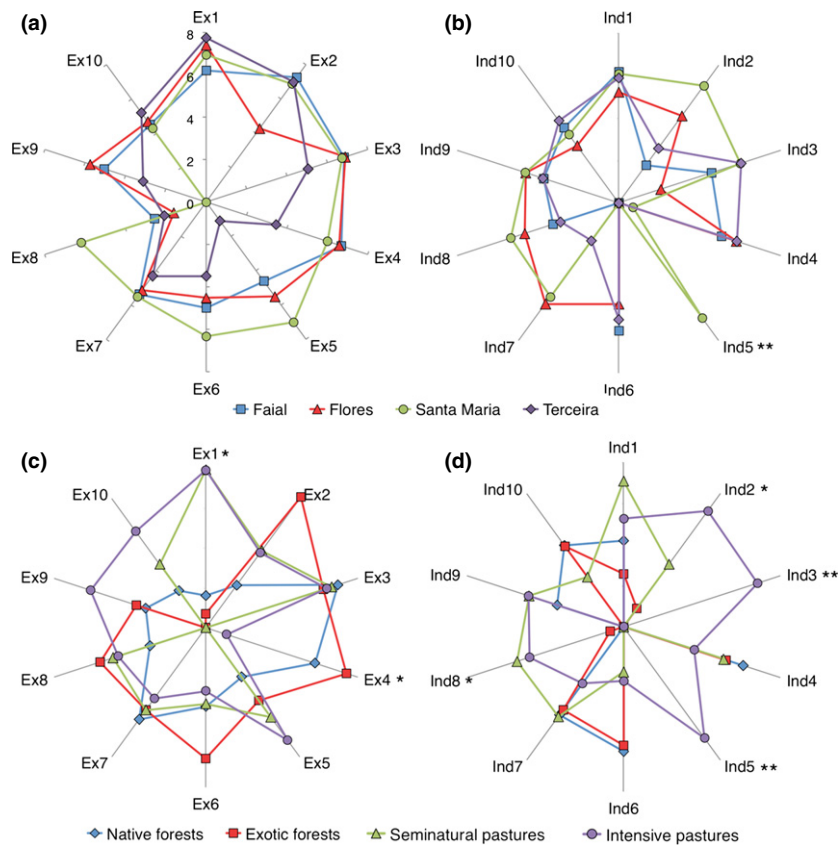 (a)
Ex1
8
6
4
2
0
Ex2
Ex3
Ex4
Ex5
Ex6
Ex7
Ex8
Ex9
Ex10
(b)
Ind1
Ind2
Ind3
Ind4
Ind5 **
Ind6
Ind7
Ind8
Ind9
Ind10
Faial Flores Santa Maria Terceira
(c)
Ex1 *
Ex2
Ex3
Ex4 *
Ex5
Ex6
Ex7
Ex8
Ex9
Ex10
(d)
Ind1
Ind2 *
Ind3 **
Ind4
Ind5 **
Ind6
Ind7
Ind8 *
Ind9
Ind10
Native forests Exotic forests Seminatural pastures Intensive pastures